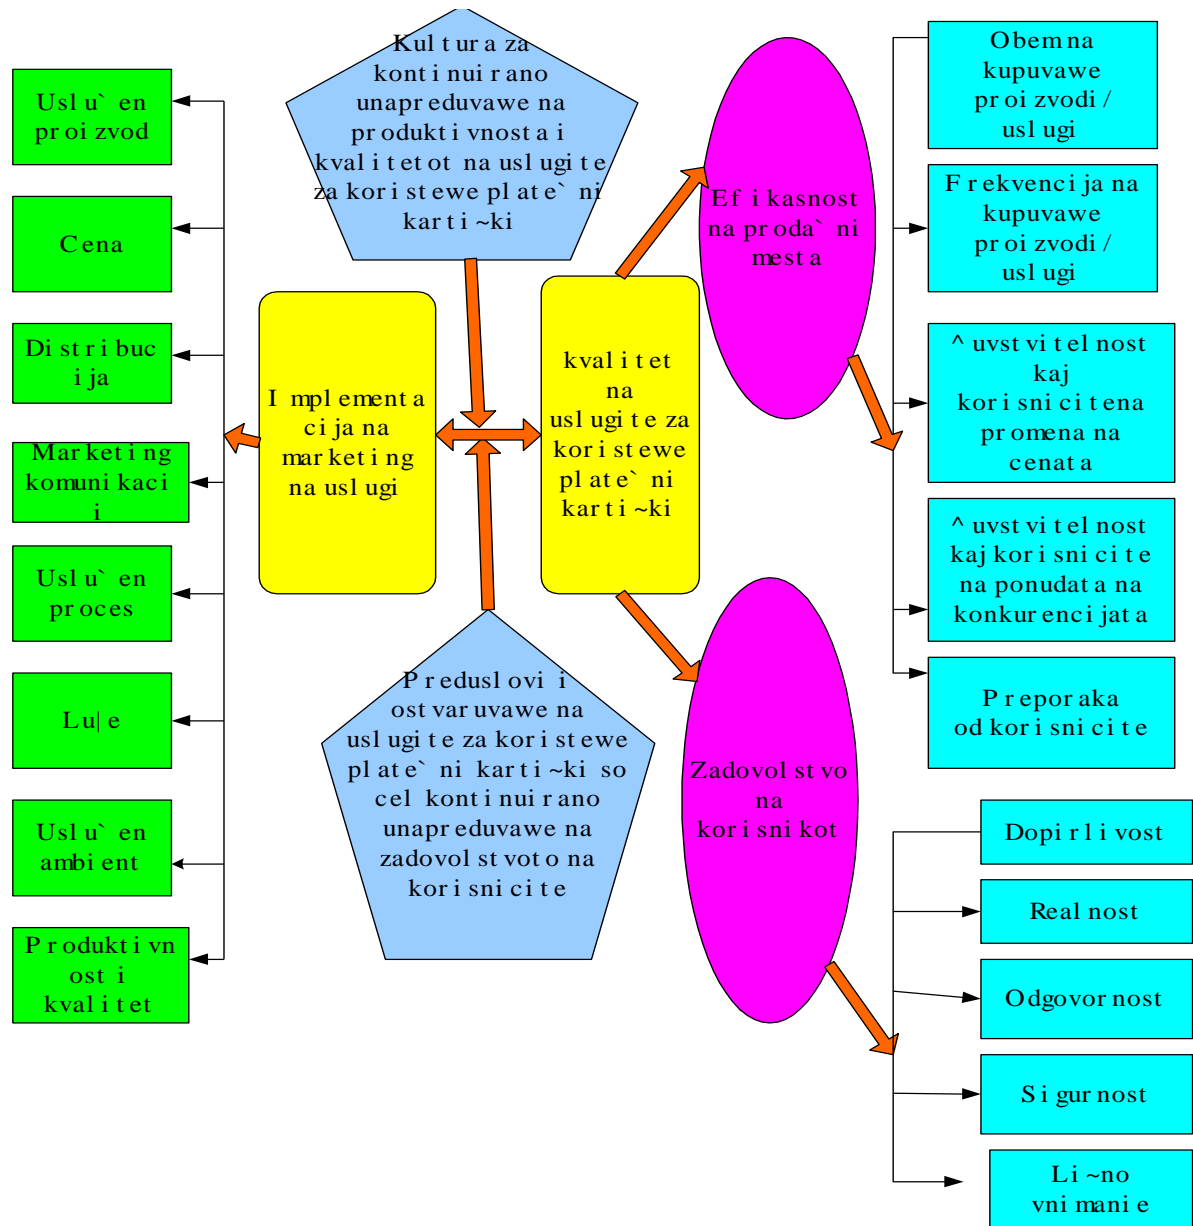 Uslu`en
proizvod
Cena
Distribuc
ija
Marketing
komunikaci
i
Uslu`en
proces
Lu|e
Uslu`en
ambient
Produktivn
ost i
kvalitet
Implementa
cija na
marketing
na uslugi
Kultura za
kontinuirano
unapreduvawe na
produktivnosta i
kvalitetot na uslugite
za koristewe plate`ni
karti~ki
Preduslovi i
ostvaruvawe na
uslugite za koristewe
plate`ni karti~ki so
cel kontinuirano
unapreduvawe na
zadovolstvoto na
korisnicite
kvalitet
na
uslugite za
koristewe
plate`ni
karti~ki
Efikasnost
na proda`ni
mesta
Zadovolstvo
na
korisnikot
Obem na
kupuvawe
proizvodi/
uslugi
Frekvencija na
kupuvawe
proizvodi/
uslugi
^uvstvitelnost
kaj
korisnicite na
promena na
cenata
^uvstvitelnost
kaj korisnicite
na ponudata na
konkurencijata
Preporaka
od korisnicite
Dopirlivost
Realnost
Odgovornost
Sigurnost
Li~no
vnimanie